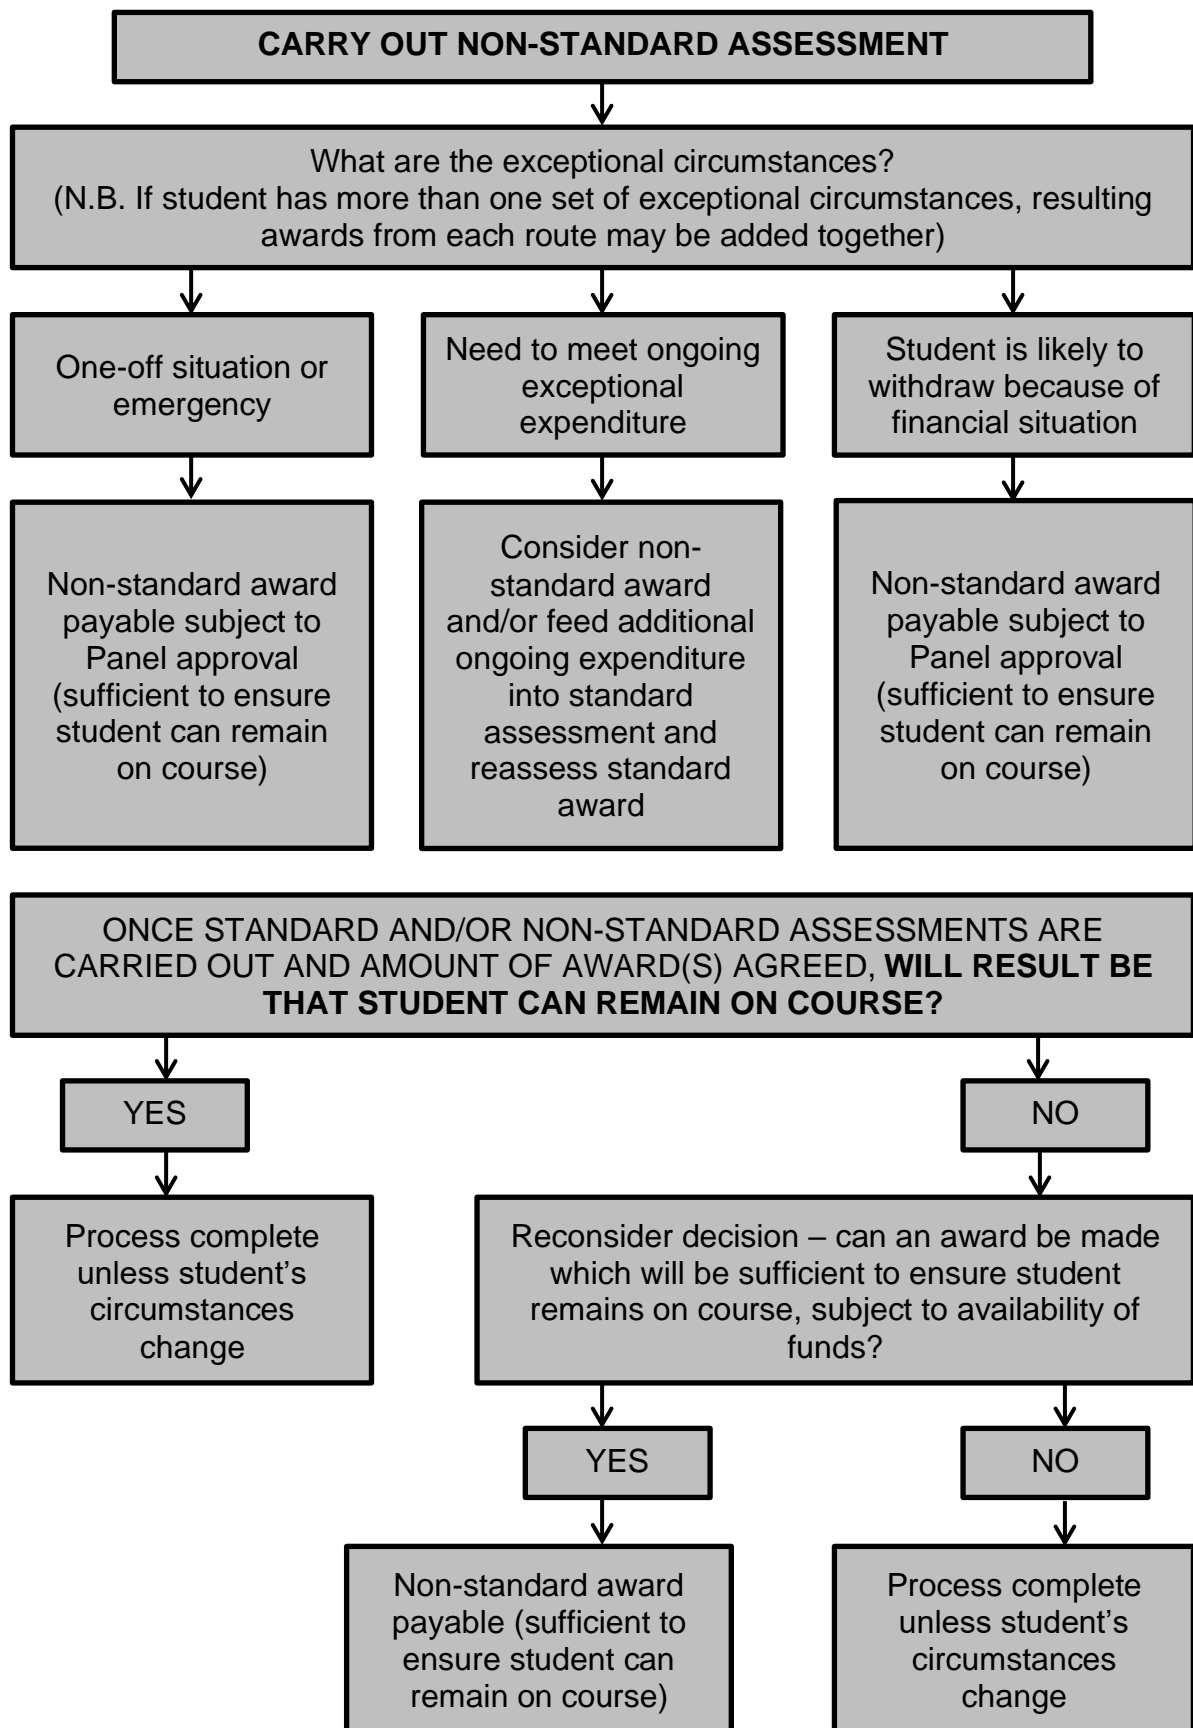 CARRY OUT NON-STANDARD ASSESSMENT
What are the exceptional circumstances?
(N.B. If student has more than one set of exceptional circumstances, resulting
awards from each route may be added together)
One-off situation or
emergency
Need to meet ongoing
exceptional
expenditure
Student is likely to
withdraw because of
financial situation
Non-standard award
payable subject to
Panel approval
(sufficient to ensure
student can remain
on course)
Consider non-
standard award
and/or feed additional
ongoing expenditure
into standard
assessment and
reassess standard
award
Non-standard award
payable subject to
Panel approval
(sufficient to ensure
student can remain
on course)
ONCE STANDARD AND/OR NON-STANDARD ASSESSMENTS ARE
CARRIED OUT AND AMOUNT OF AWARD(S) AGREED, WILL RESULT BE
THAT STUDENT CAN REMAIN ON COURSE?
YES
NO
Process complete
unless student’s
circumstances
change
Reconsider decision – can an award be made
which will be sufficient to ensure student
remains on course, subject to availability of
funds?
YES
NO
Non-standard award
payable (sufficient to
ensure student can
remain on course)
Process complete
unless student’s
circumstances
change